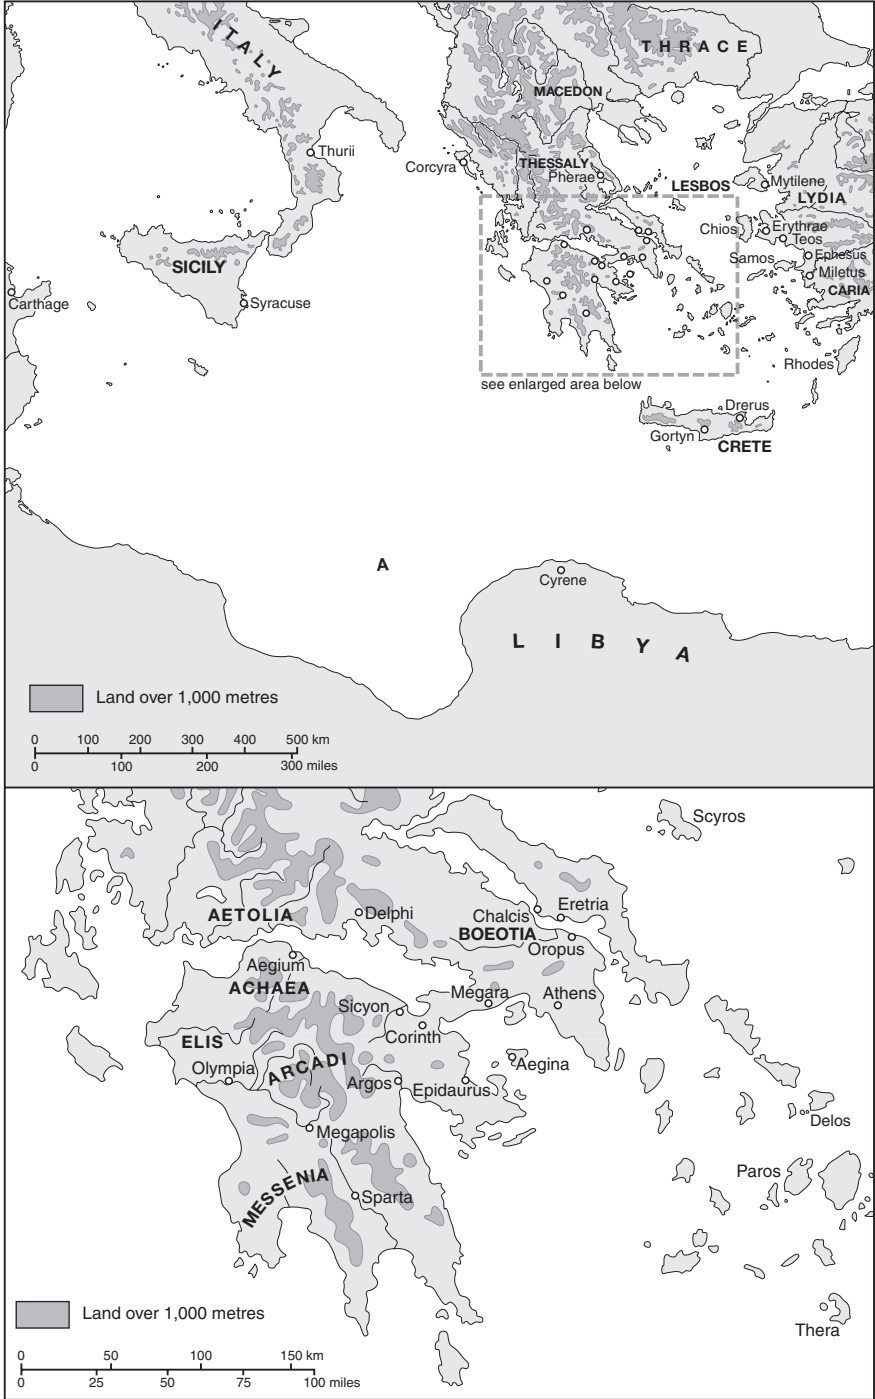 ITALY
THRACE
MACEDON
Thurii
Corcyra
THESSALY
Pherae
LESBOS
Mytilene
LYDIA
Chios
Erythrae
Teos
Samos
Ephesus
Miletus
CARIA
SICILY
Carthage
Syracuse
Rhodes
see enlarged area below
Drerus
Gortyn
CRETE
A
Cyrene
LIBYA
Land over 1,000 metres
0 100 200 300 400 500 km
0 100 200 300 miles
Scyros
AETOLIA
Delphi
Chalcis
Eretria
BOEOTIA
Oropus
Aegium
ACHAEA
Megara
Athens
Sicyon
Corinth
ELIS
Olympia
ARCADI
Argos
Epidaurus
Aegina
Delos
Megapolis
Paros
MESSENIA
Sparta
Thera
Land over 1,000 metres
0 50 100 150 km
0 25 50 75 100 miles